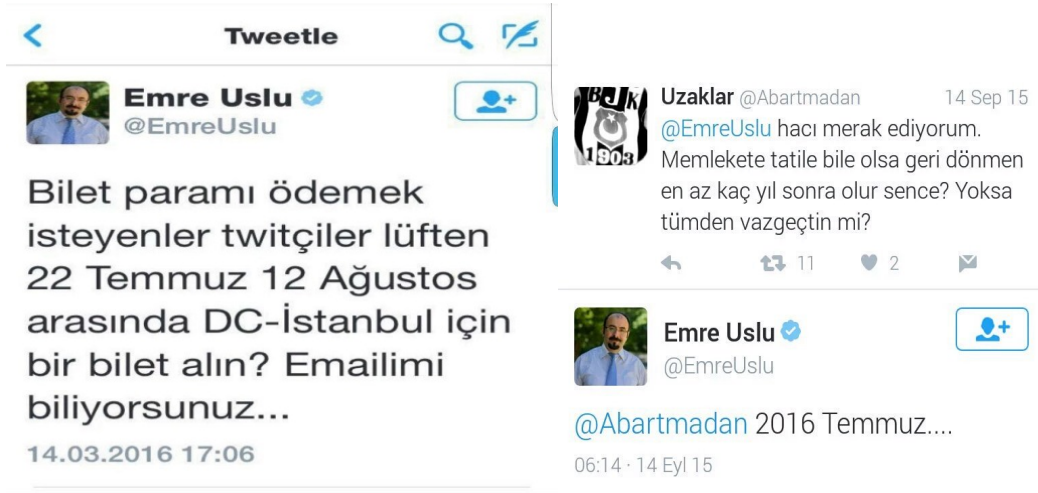 Tweetle
Emre Uslu
@EmreUslu
Bilet paramı ödemek
isteyenler twitçiler lüften
22 Temmuz 12 Ağustos
arasında DC-İstanbul için
bir bilet alın? Emailimi
biliyorsunuz...
14.03.2016 17:06
BJK
1903
Uzaklar @Abartmadan 14 Sep 15
@EmreUslu hacı merak ediyorum.
Memlekete tatile bile olsa geri dönmen
en az kaç yıl sonra olur sence? Yoksa
tümden vazgeçtin mi?
11 2
Emre Uslu
@EmreUslu
@Abartmadan 2016 Temmuz....
06:14 · 14 Eyl 15